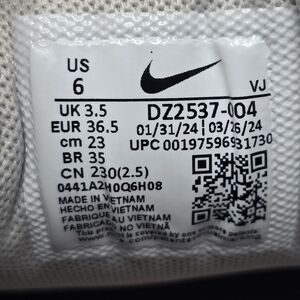 US
6
VJ
UK 3.5 DZ2537-004
EUR 36.5 01/31/24 | 03/26/24
cm 23 UPC 00197596931730
BR 35
CN 230(2.5)
0441A2H0Q6H08
MADE IN VIETNAM
HECHO EN VIETNAM
FABRIQUE AU VIETNAM
FABRICADO AU VIETNAM